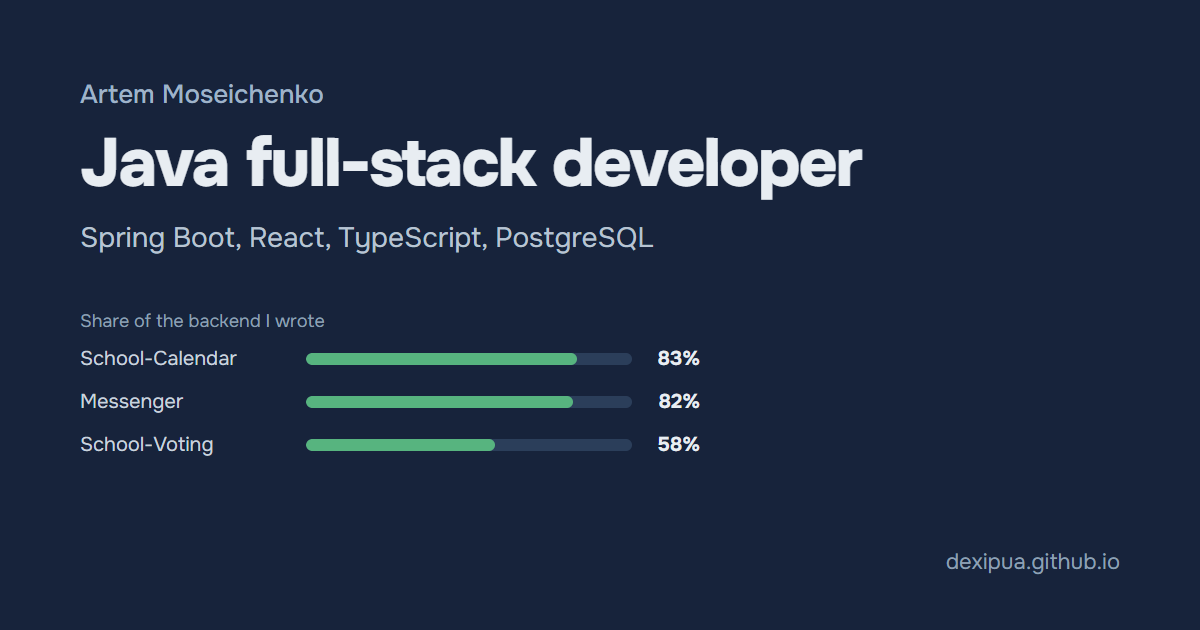 Artem Moseichenko
Java full-stack developer
Spring Boot, React, TypeScript, PostgreSQL
Share of the backend I wrote
School-Calendar 83%
Messenger 82%
School-Voting 58%
dexipua.github.io